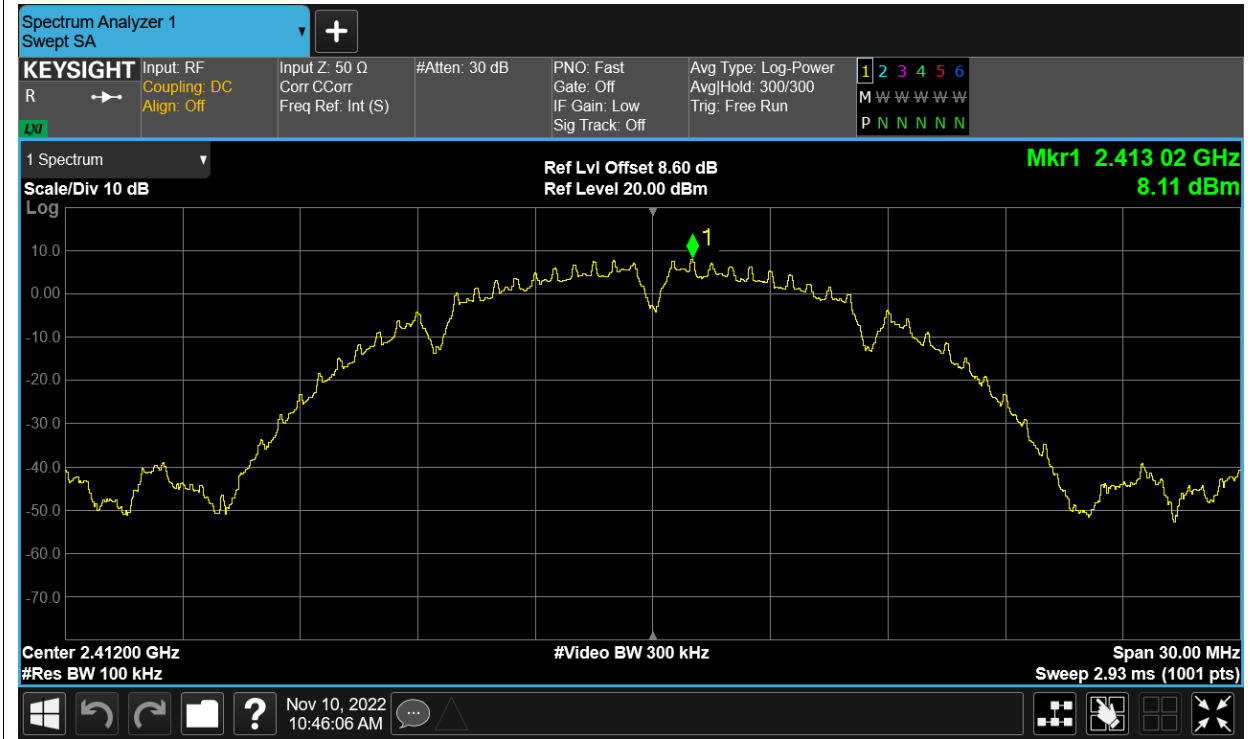 Spectrum Analyzer 1
Swept SA
KEYSIGHT
R
LXI
Input: RF
Coupling: DC
Align: Off
Input Z: 50 Ω
Corr CCorr
Freq Ref: Int (S)
#Atten: 30 dB
PNO: Fast
Gate: Off
IF Gain: Low
Sig Track: Off
Avg Type: Log-Power
Avg|Hold: 300/300
Trig: Free Run
1 2 3 4 5 6
M W W W W W
P N N N N N
1 Spectrum
Scale/Div 10 dB
Log
Ref Lvl Offset 8.60 dB
Ref Level 20.00 dBm
Mkr1 2.413 02 GHz
8.11 dBm
1
10.0
0.00
-10.0
-20.0
-30.0
-40.0
-50.0
-60.0
-70.0
Center 2.41200 GHz
#Video BW 300 kHz
Span 30.00 MHz
#Res BW 100 kHz
Sweep 2.93 ms (1001 pts)
?
Nov 10, 2022
10:46:06 AM